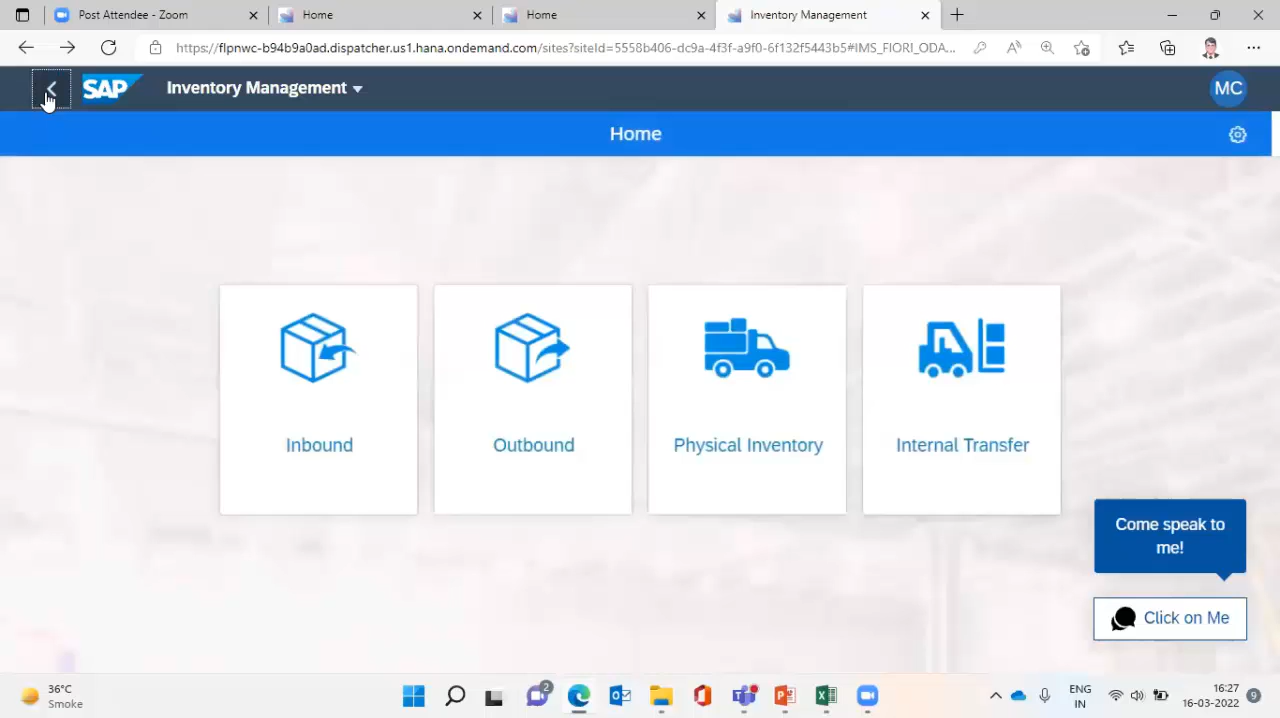 Post Attendee - Zoom
Home
Home
Inventory Management
https://flpnwc-b94b9a0ad.dispatcher.us1.hana.ondemand.com/sites?siteId=5558b406-dc9a-4f3f-a9f0-6f132f5443b5#IMS_FIORI_ODA...
SAP
Inventory Management
MC
Home
Inbound
Outbound
Physical Inventory
Internal Transfer
Come speak to
me!
Click on Me
36°C
Smoke
2
ENG
IN
16:27
16-03-2022
9